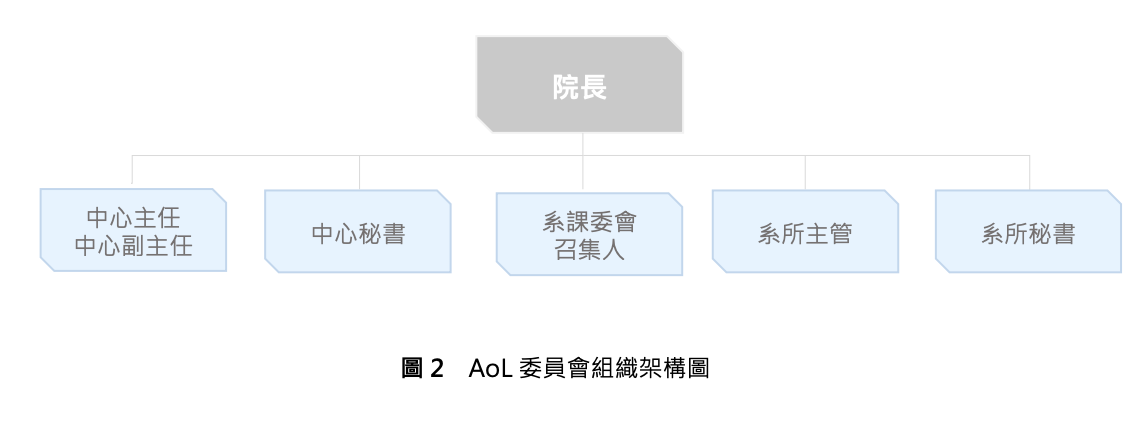 院長
中心主任
中心副主任
中心秘書
系課委會
召集人
系所主管
系所秘書
圖 2　AoL 委員會組織架構圖